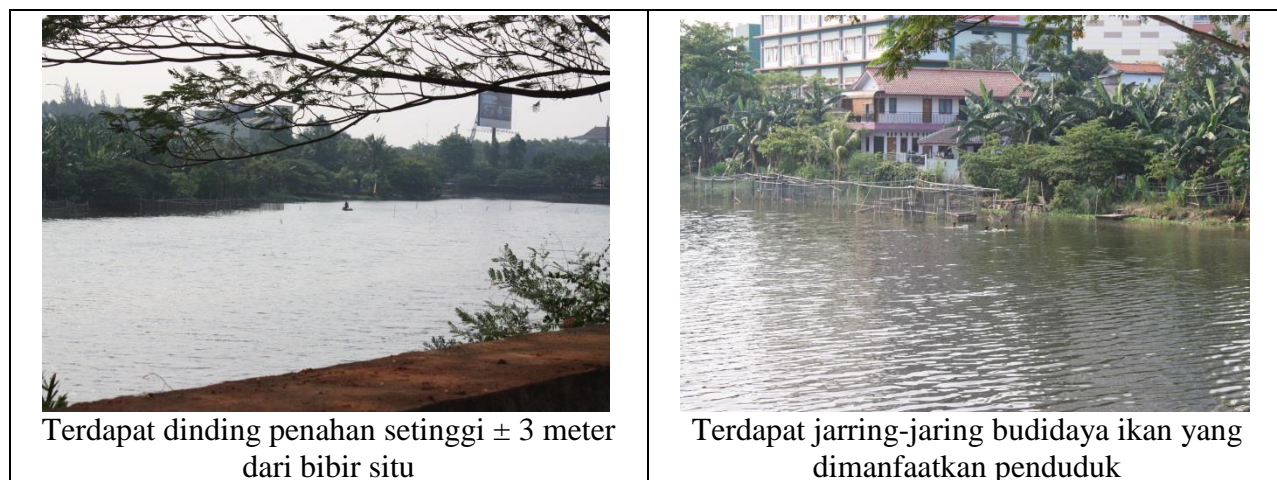 Terdapat dinding penahan setinggi ± 3 meter
dari bibir situ
Terdapat jarring-jaring budidaya ikan yang
dimanfaatkan penduduk